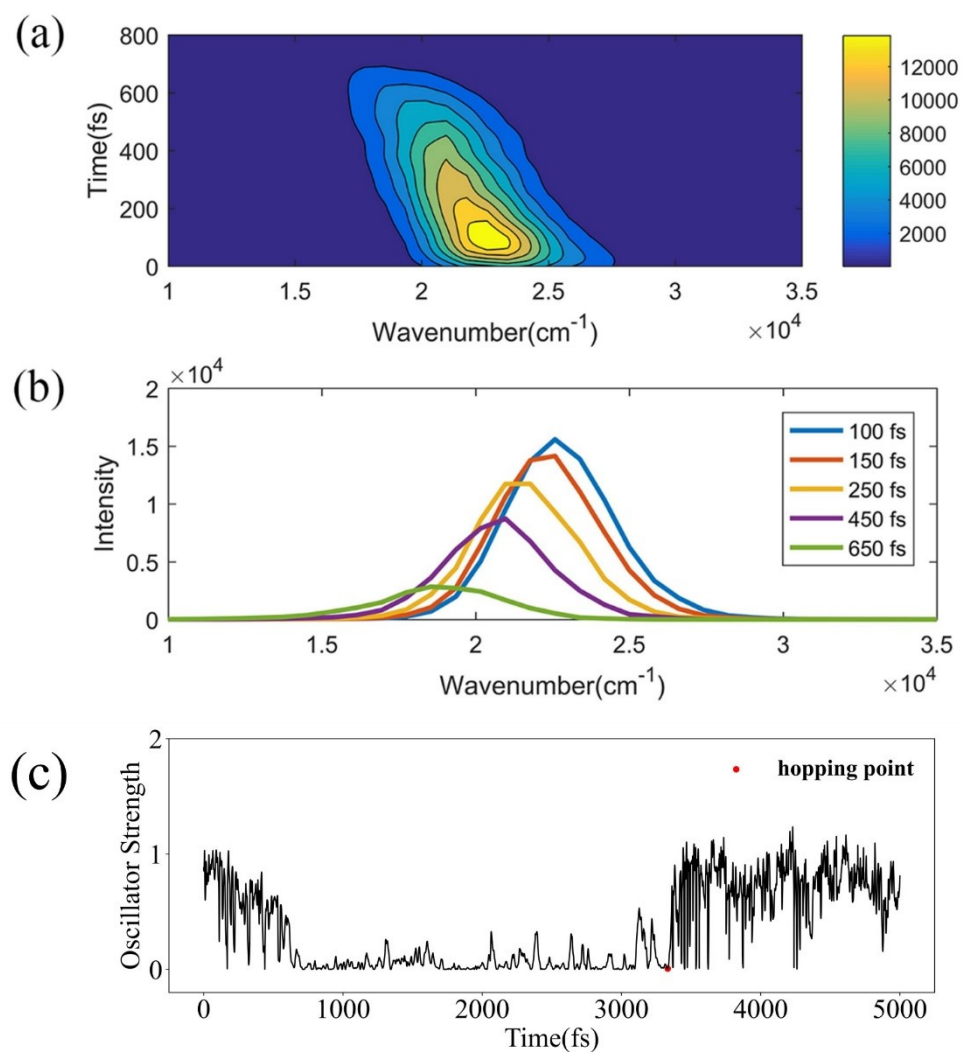 (a)
800
600
400
200
0
Time(fs)
1 1.5 2 2.5 3 3.5
Wavenumber(cm⁻¹) ×10⁴
12000
10000
8000
6000
4000
2000
(b)
×10⁴
2
1.5
1
0.5
0
Intensity
100 fs
150 fs
250 fs
450 fs
650 fs
1 1.5 2 2.5 3 3.5
Wavenumber(cm⁻¹) ×10⁴
(c)
2
1
0
Oscillator Strength
hopping point
0 1000 2000 3000 4000 5000
Time(fs)